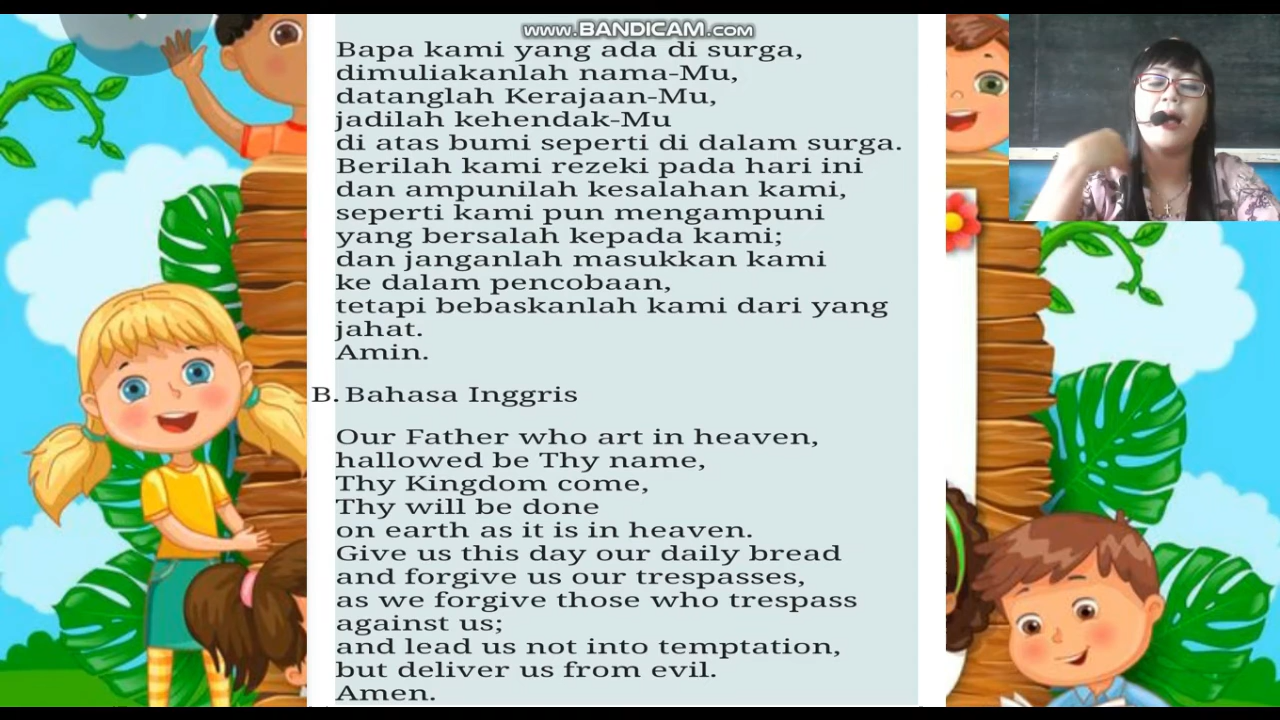 www.BANDICAM.com
Bapa kami yang ada di surga,
dimuliakanlah nama-Mu,
datanglah Kerajaan-Mu,
jadilah kehendak-Mu
di atas bumi seperti di dalam surga.
Berilah kami rezeki pada hari ini
dan ampunilah kesalahan kami,
seperti kami pun mengampuni
yang bersalah kepada kami;
dan janganlah masukkan kami
ke dalam pencobaan,
tetapi bebaskanlah kami dari yang
jahat.
Amin.
B. Bahasa Inggris
Our Father who art in heaven,
hallowed be Thy name,
Thy Kingdom come,
Thy will be done
on earth as it is in heaven.
Give us this day our daily bread
and forgive us our trespasses,
as we forgive those who trespass
against us;
and lead us not into temptation,
but deliver us from evil.
Amen.